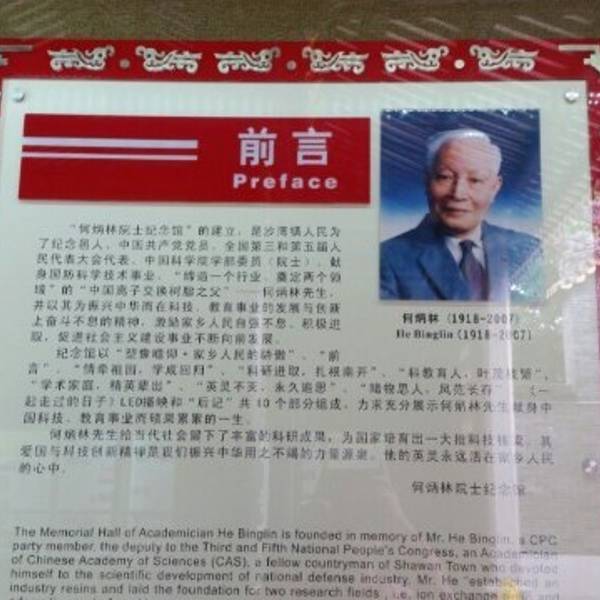 前言
Preface
何炳林 (1918-2007)
He Binglin (1918-2007)
“何炳林院士纪念馆”的建立，是沙湾镇人民为
了纪念邑人、中国共产党党员、全国第三和第五届人
民代表大会代表、中国科学院学部委员（院士）、献
身国防科学技术事业、“缔造一个行业、奠定两个领
域”的“中国离子交换树脂之父”——何炳林先生，
并以其为振兴中华而在科技、教育事业的发展与创新
上奋斗不息的精神，激励家乡人民自强不息、积极进
取，促进社会主义建设事业不断向前发展。
纪念馆以“塑像瞻仰·家乡人民的骄傲”、“前
言”、“情牵祖国，学成回归”、“科研进取，扎根南开”、“科教育人，叶茂枝繁”、
“学术家庭，精英辈出”、“英灵不灭，永久追思”、“睹物思人，风范长存”、《一
起走过的日子》LED播映和“后记”共10个部分组成，力求充分展示何炳林先生献身中
国科技、教育事业而硕果累累的一生。
何炳林先生给当代社会留下了丰富的科研成果，为国家培育出一大批科技栋梁，其
爱国与科技创新精神是我们振兴中华用之不竭的力量源泉。他的英灵永远活在家乡人民
的心中。
何炳林院士纪念馆
The Memorial Hall of Academician He Binglin is founded in memory of Mr. He Binglin, a CPC
party member, the deputy to the Third and Fifth National People's Congress, an Academician
of Chinese Academy of Sciences (CAS), a fellow countryman of Shawan Town who devoted
himself to the scientific development of national defense industry. Mr. He "established an
industry resins and laid the foundation for two research fields , i.e, ion exchange and